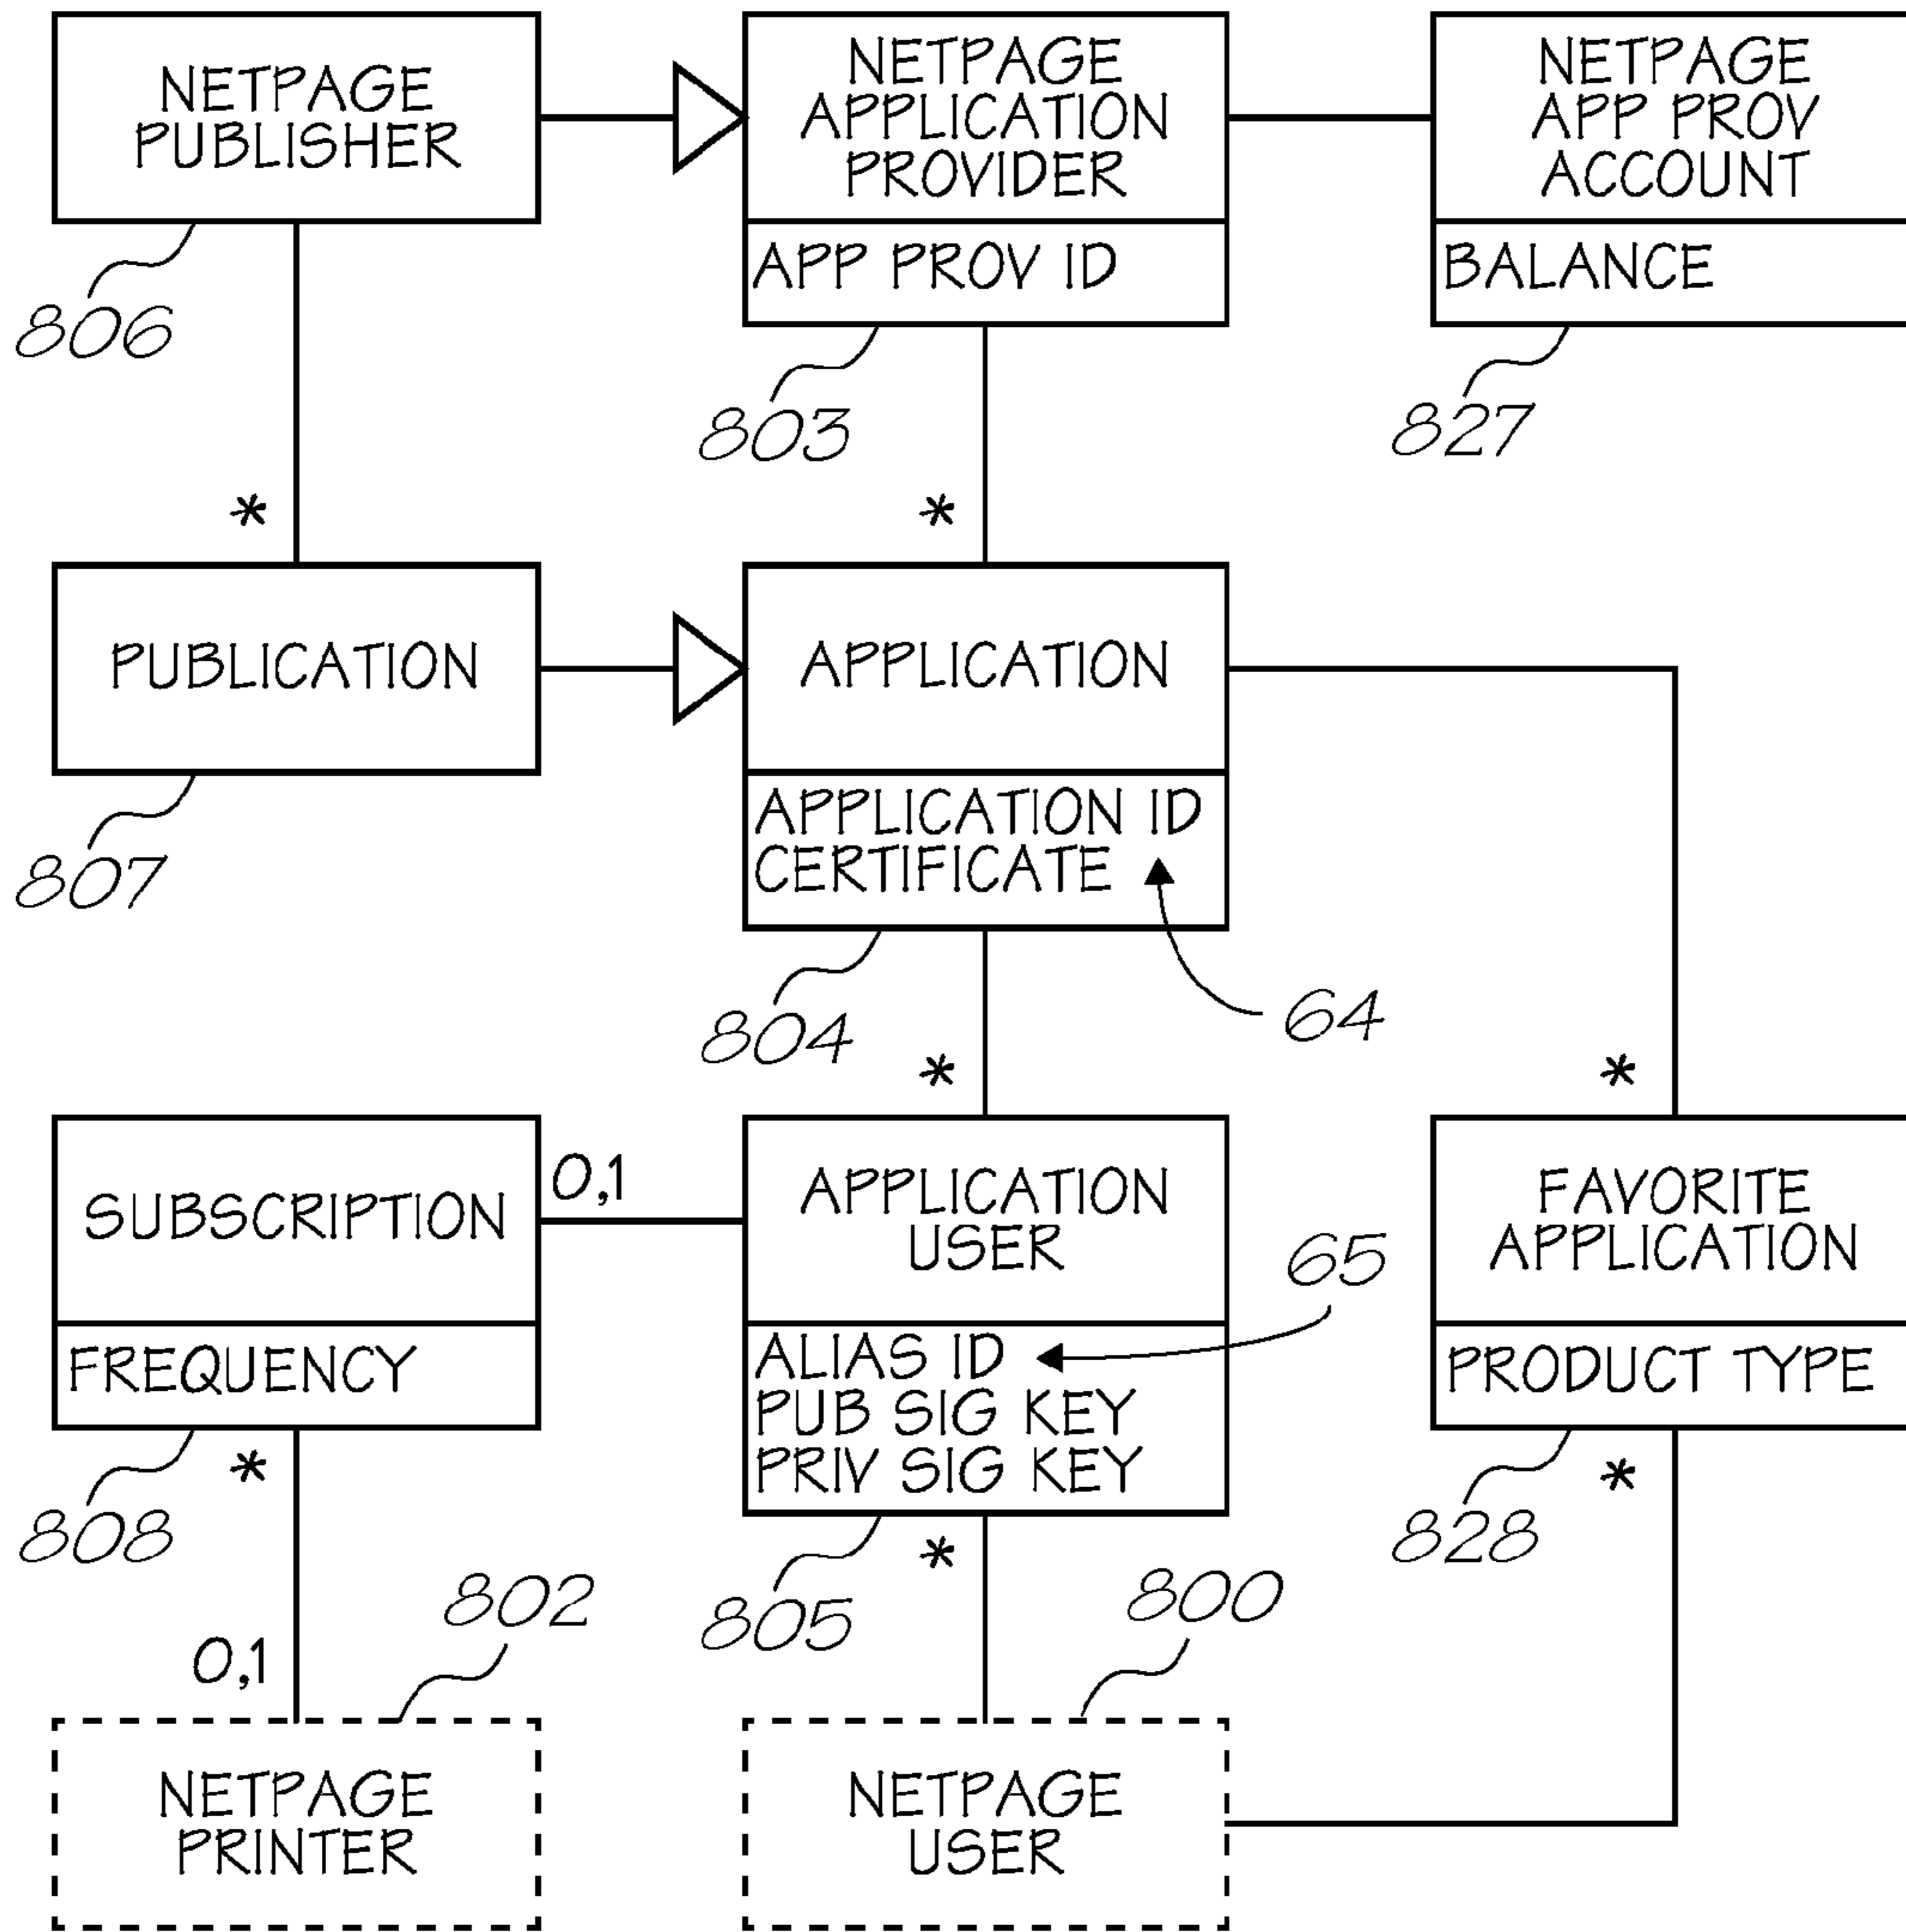 NETPAGE
PUBLISHER
NETPAGE
APPLICATION
PROVIDER
APP PROV ID
NETPAGE
APP PROV
ACCOUNT
BALANCE
806
803
827
*
*
PUBLICATION
APPLICATION
APPLICATION ID
CERTIFICATE
807
804
64
*
*
SUBSCRIPTION
FREQUENCY
0,1
APPLICATION
USER
ALIAS ID
PUB SIG KEY
PRIV SIG KEY
65
FAVORITE
APPLICATION
PRODUCT TYPE
808
*
802
805
*
800
828
*
0,1
NETPAGE
PRINTER
NETPAGE
USER